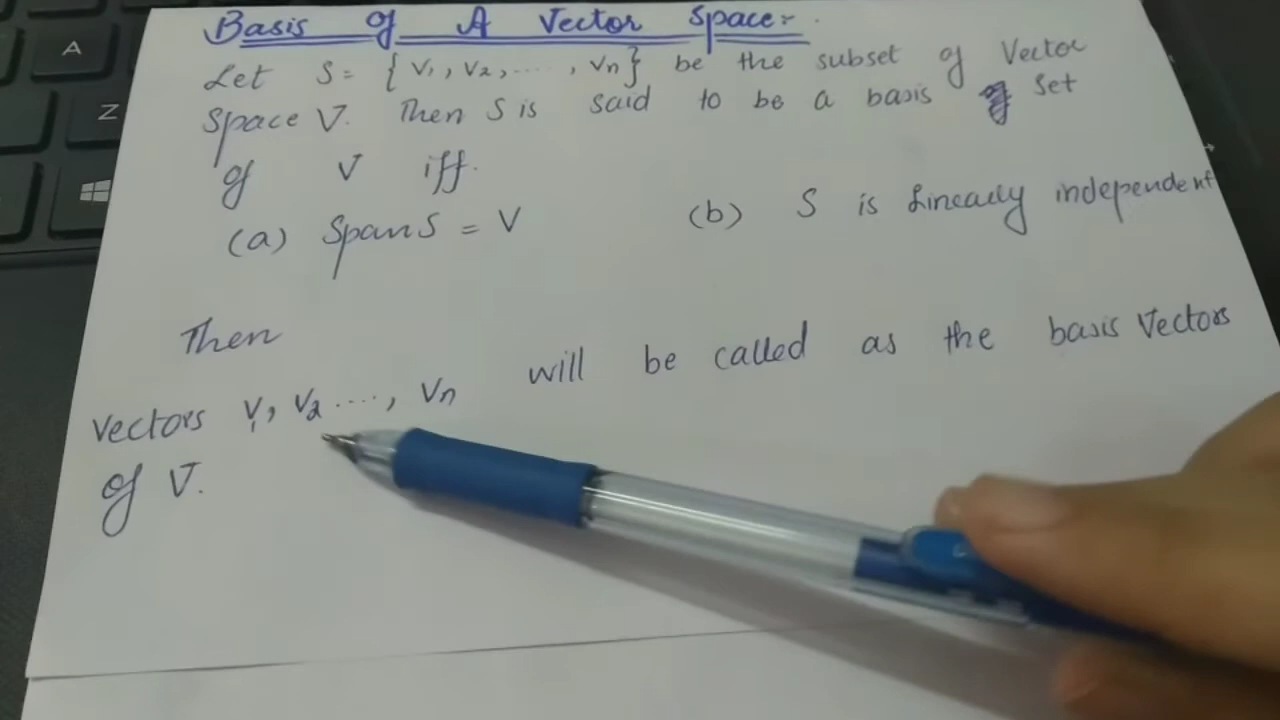 Basis of A Vector Space:-
Let S = {V1, V2, ...., Vn} be the subset of Vector
Space V. Then S is said to be a basis set
of V iff.
(a) Span S = V (b) S is Linearly independent
Then
Vectors V1, V2 ...., Vn will be called as the basis Vectors
of V.
A
Z